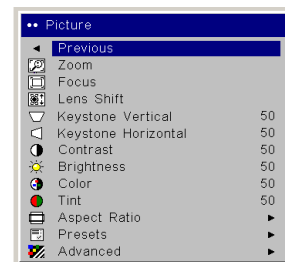 •• Picture
Previous
Zoom
Focus
Lens Shift
Keystone Vertical 50
Keystone Horizontal 50
Contrast 50
Brightness 50
Color 50
Tint 50
Aspect Ratio
Presets
Advanced